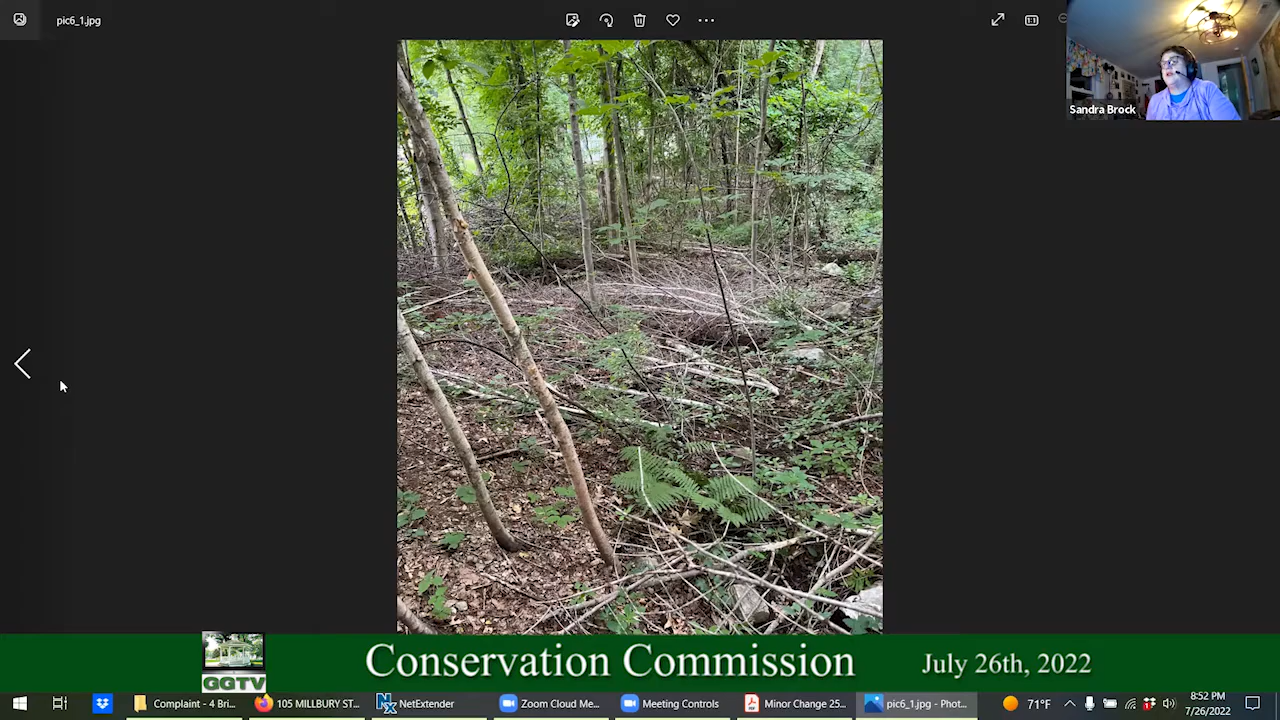 pic6_1.jpg
Sandra Brock
GGTV
Conservation Commission
July 26th, 2022
Complaint - 4 Bri...
105 MILLBURY ST...
NetExtender
Zoom Cloud Me...
Meeting Controls
Minor Change 25...
pic6_1.jpg - Phot...
71°F
8:52 PM
7/26/2022